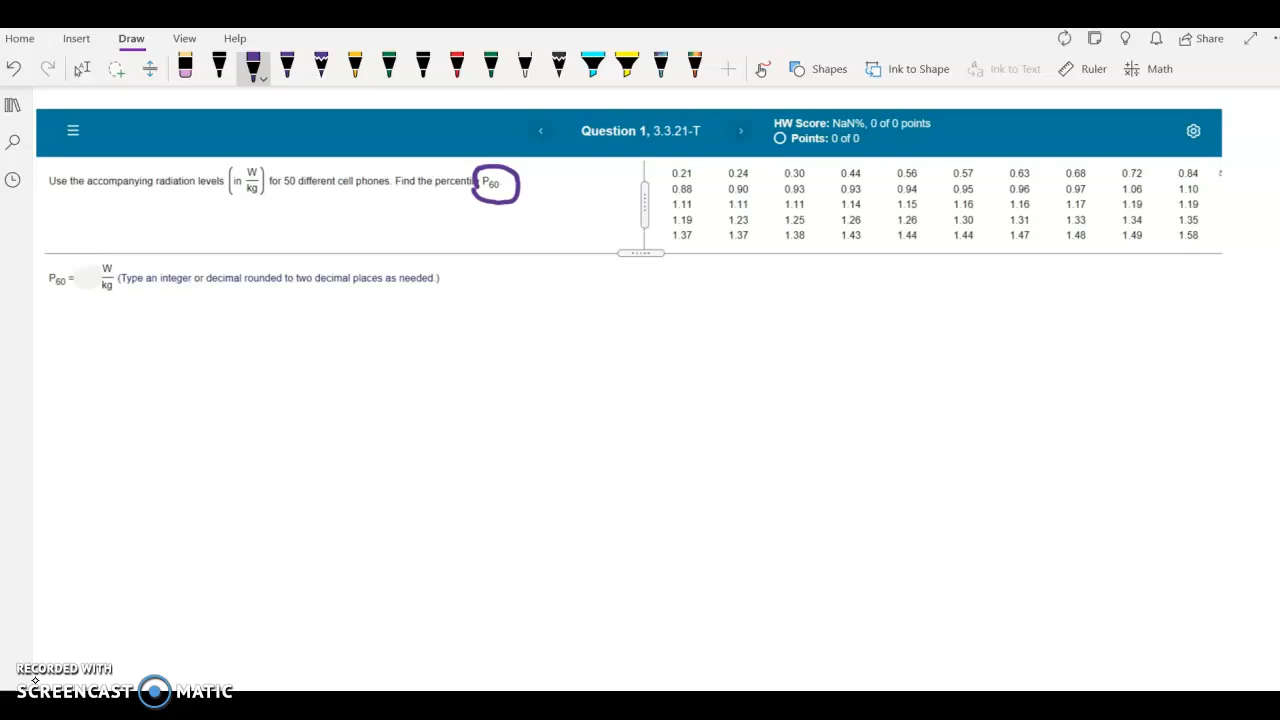 Home Insert Draw View Help Share
Shapes Ink to Shape Ink to Text Ruler Math
Question 1, 3.3.21-T
HW Score: NaN%, 0 of 0 points
Points: 0 of 0
Use the accompanying radiation levels (in W/kg) for 50 different cell phones. Find the percentil P60
0.21 0.24 0.30 0.44 0.56 0.57 0.63 0.68 0.72 0.84
0.88 0.90 0.93 0.93 0.94 0.95 0.96 0.97 1.06 1.10
1.11 1.11 1.11 1.14 1.15 1.16 1.16 1.17 1.19 1.19
1.19 1.23 1.25 1.26 1.26 1.30 1.31 1.33 1.34 1.35
1.37 1.37 1.38 1.43 1.44 1.44 1.47 1.48 1.49 1.58
P60 = W/kg (Type an integer or decimal rounded to two decimal places as needed.)
RECORDED WITH
SCREENCAST MATIC